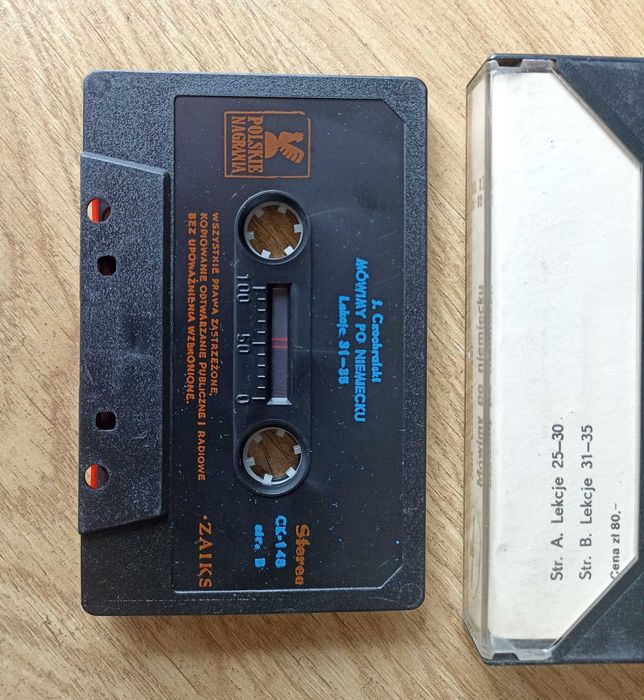 POLSKIE
NAGRANIA
J. Czochralski
MÓWIMY PO NIEMIECKU
Lekcje 31—35
100 50 0
Stereo
CK-148
str. B
WSZYSTKIE PRAWA ZASTRZEŻONE,
KOPIOWANIE ODTWARZANIE PUBLICZNE I RADIOWE
BEZ UPOWAŻNIENIA WZBRONIONE.
·ZAIKS
Mówimy po niemiecku
Str. A. Lekcje 25—30
Str. B. Lekcje 31—35
Cena zł 80,-